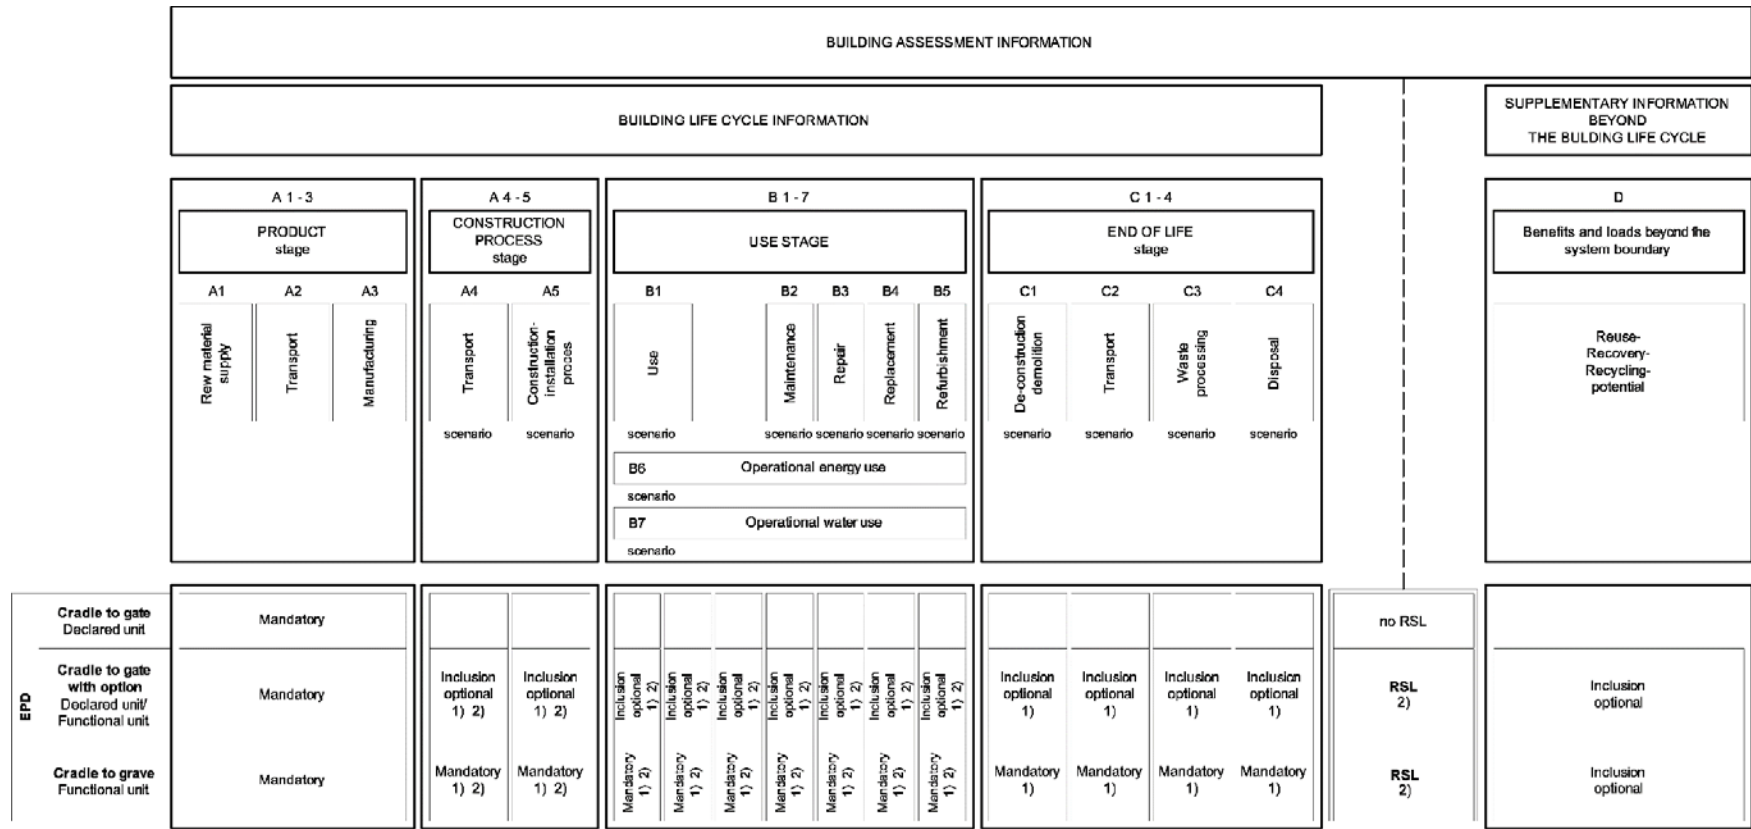 BUILDING ASSESSMENT INFORMATION
BUILDING LIFE CYCLE INFORMATION
SUPPLEMENTARY INFORMATION
BEYOND
THE BULDING LIFE CYCLE
A 1 - 3
PRODUCT
stage
A 4 - 5
CONSTRUCTION
PROCESS
stage
B 1 - 7
USE STAGE
C 1 - 4
END OF LIFE
stage
D
Benefits and loads beyond the
system boundary
A1
A2
A3
A4
A5
B1
B2
B3
B4
B5
C1
C2
C3
C4
Rew material
supply
Transport
Manufacturing
Transport
Construction-
installation
proces
Use
Maintenance
Repair
Replacement
Refurbishment
De-construction
demolition
Transport
Waste
processing
Disposal
Reuse-
Recovery-
Recycling-
potential
scenario
scenario
scenario
scenario
scenario
scenario
scenario
scenario
scenario
scenario
scenario
B6 Operational energy use
scenario
B7 Operational water use
scenario
EPD
Cradle to gate
Declared unit
Mandatory
no RSL
Cradle to gate
with option
Declared unit/
Functional unit
Mandatory
Inclusion
optional
1) 2)
Inclusion
optional
1) 2)
Inclusion
optional
1) 2)
Inclusion
optional
1) 2)
Inclusion
optional
1) 2)
Inclusion
optional
1) 2)
Inclusion
optional
1) 2)
Inclusion
optional
1) 2)
Inclusion
optional
1) 2)
Inclusion
optional
1)
Inclusion
optional
1)
Inclusion
optional
1)
Inclusion
optional
1)
RSL
2)
Inclusion
optional
Cradle to grave
Functional unit
Mandatory
Mandatory
1) 2)
Mandatory
1) 2)
Mandatory
1) 2)
Mandatory
1) 2)
Mandatory
1) 2)
Mandatory
1) 2)
Mandatory
1) 2)
Mandatory
1) 2)
Mandatory
1) 2)
Mandatory
1)
Mandatory
1)
Mandatory
1)
Mandatory
1)
RSL
2)
Inclusion
optional